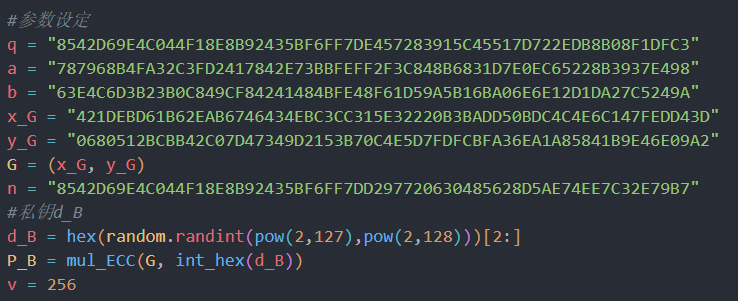 #参数设定
q = "8542D69E4C044F18E8B92435BF6FF7DE457283915C45517D722EDB8B08F1DFC3"
a = "787968B4FA32C3FD2417842E73BBFEFF2F3C848B6831D7E0EC65228B3937E498"
b = "63E4C6D3B23B0C849CF84241484BFE48F61D59A5B16BA06E6E12D1DA27C5249A"
x_G = "421DEBD61B62EAB6746434EBC3CC315E32220B3BADD50BDC4C4E6C147FEDD43D"
y_G = "0680512BCBB42C07D47349D2153B70C4E5D7FDFCBFA36EA1A85841B9E46E09A2"
G = (x_G, y_G)
n = "8542D69E4C044F18E8B92435BF6FF7DD297720630485628D5AE74EE7C32E79B7"
#私钥d_B
d_B = hex(random.randint(pow(2,127),pow(2,128)))[2:]
P_B = mul_ECC(G, int_hex(d_B))
v = 256